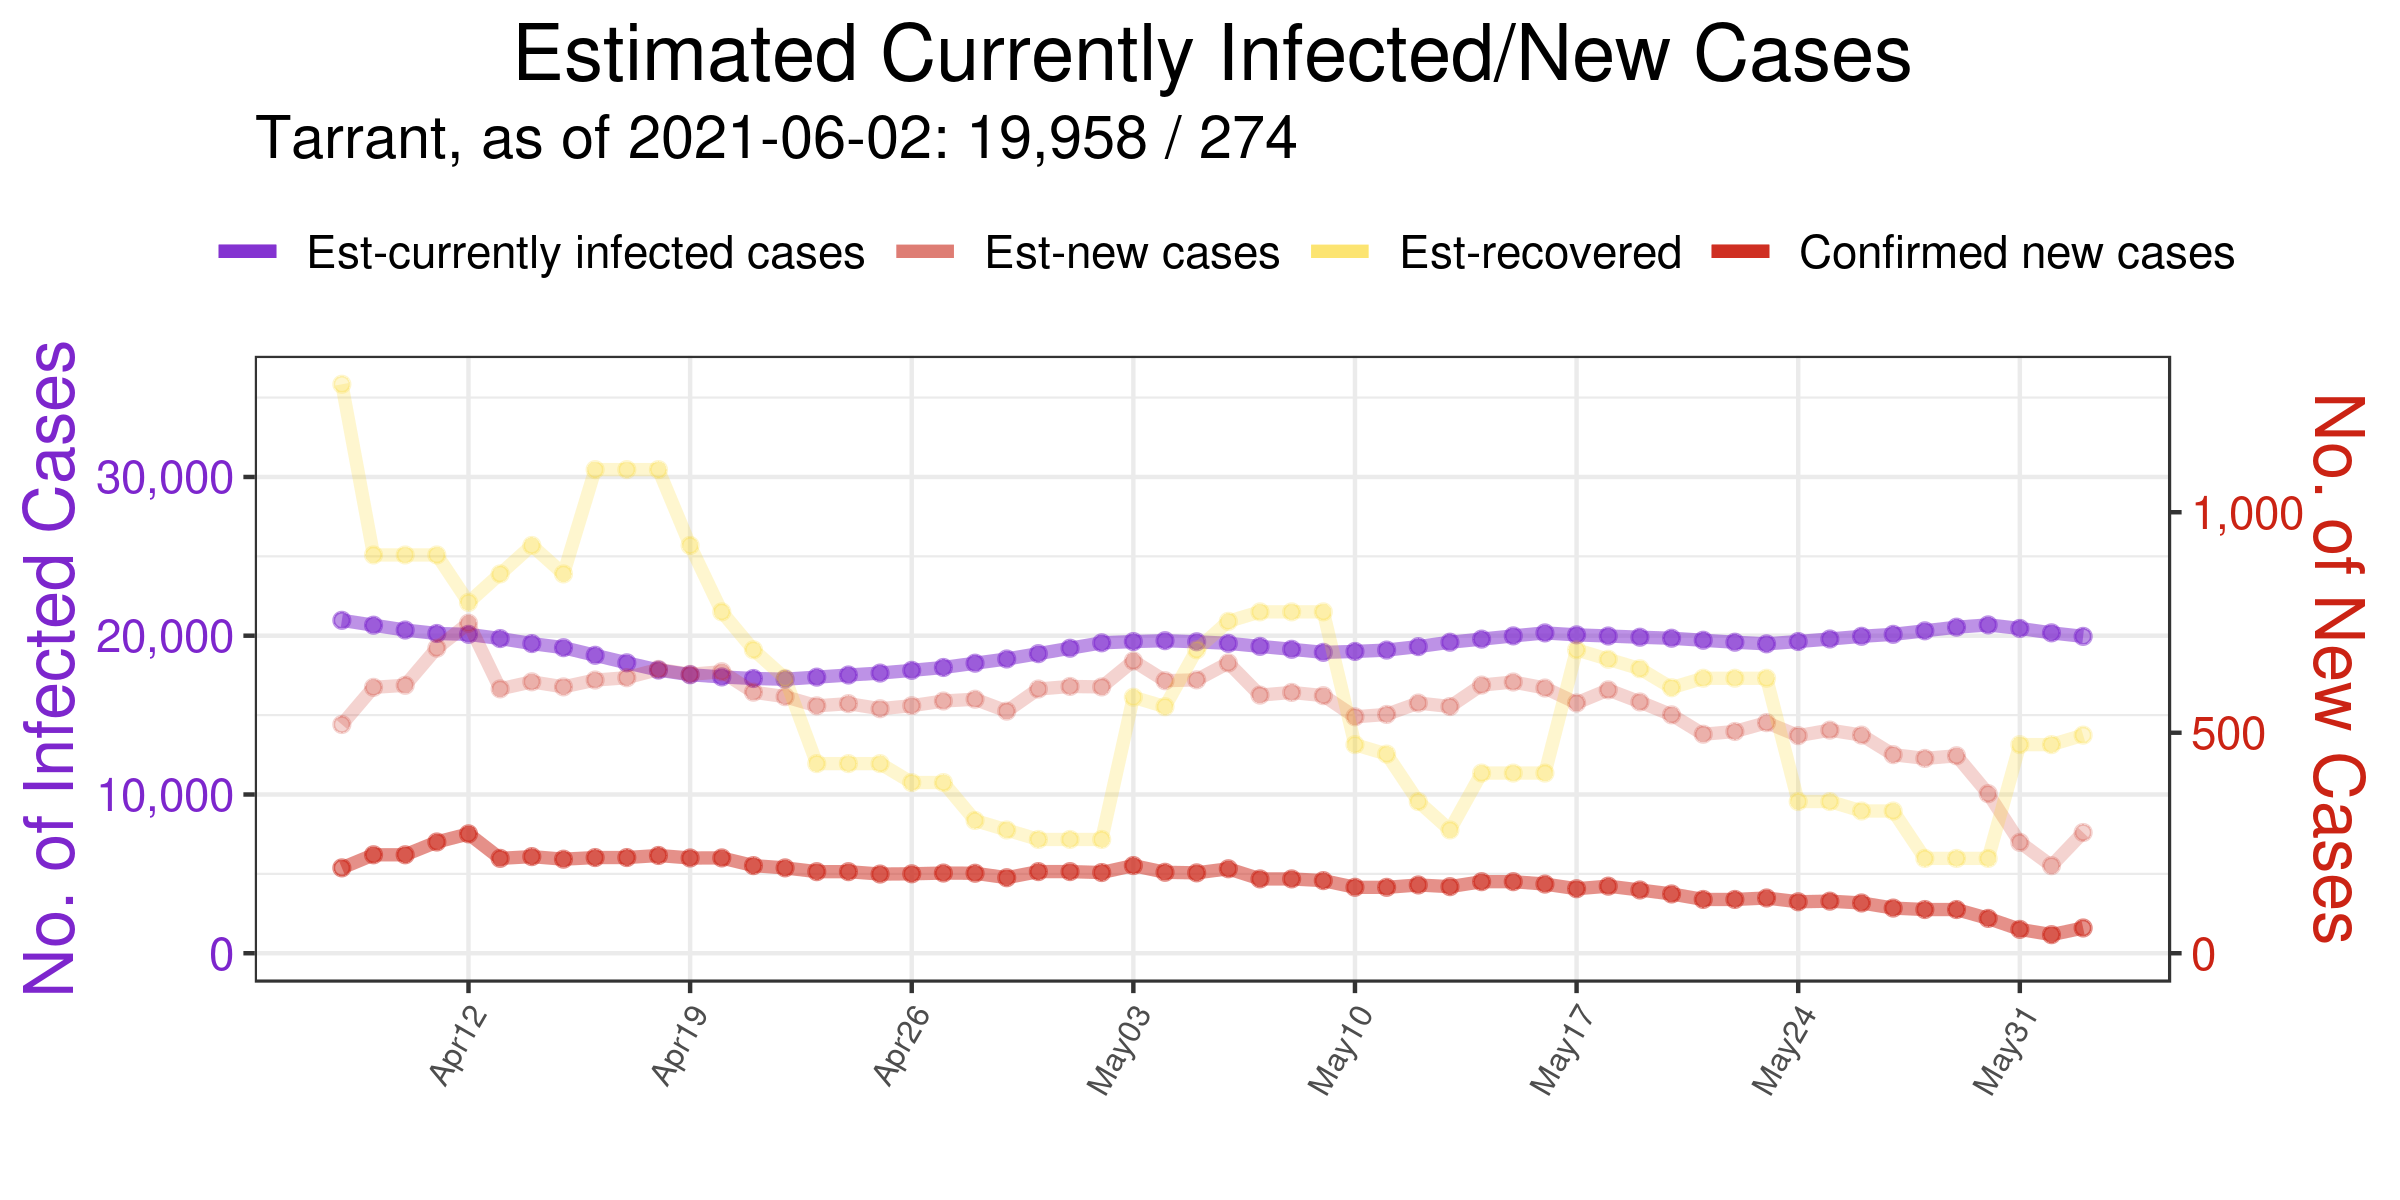 Estimated Currently Infected/New Cases
Tarrant, as of 2021-06-02: 19,958 / 274
Est-currently infected cases Est-new cases Est-recovered Confirmed new cases
No. of Infected Cases
30,000
20,000
10,000
0
1,000
500
0
No. of New Cases
Apr12 Apr19 Apr26 May03 May10 May17 May24 May31